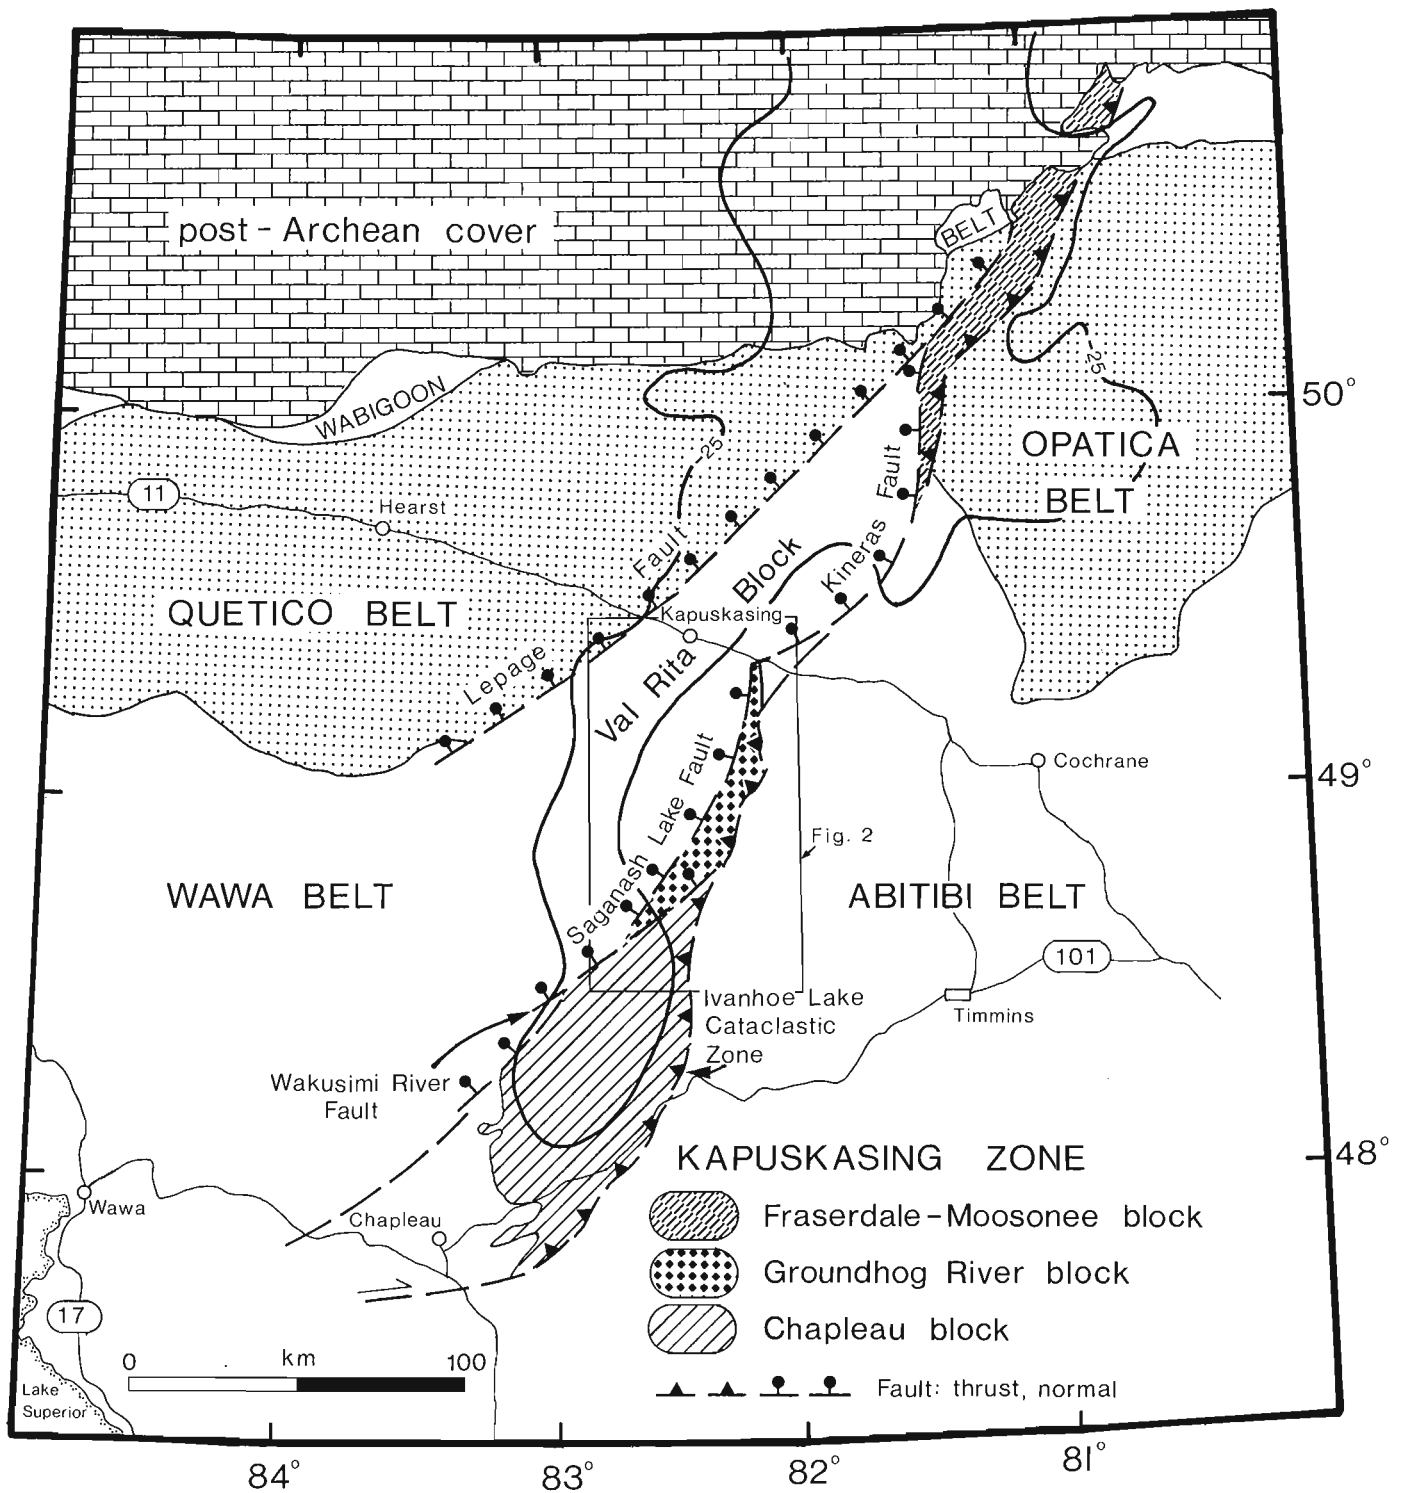 post - Archean cover
BELT
WABIGOON
-25
50°
OPATICA
BELT
-25
11
Hearst
Fault
Kineras Fault
Val Rita Block
QUETICO BELT
Kapuskasing
Lepage
Saganash Lake Fault
Cochrane
49°
Fig. 2
WAWA BELT
ABITIBI BELT
101
Ivanhoe Lake
Cataclastic
Zone
Timmins
Wakusimi River
Fault
48°
KAPUSKASING ZONE
Wawa
Chapleau
Fraserdale-Moosonee block
Groundhog River block
Chapleau block
17
0 km 100
Fault: thrust, normal
Lake
Superior
84° 83° 82° 81°